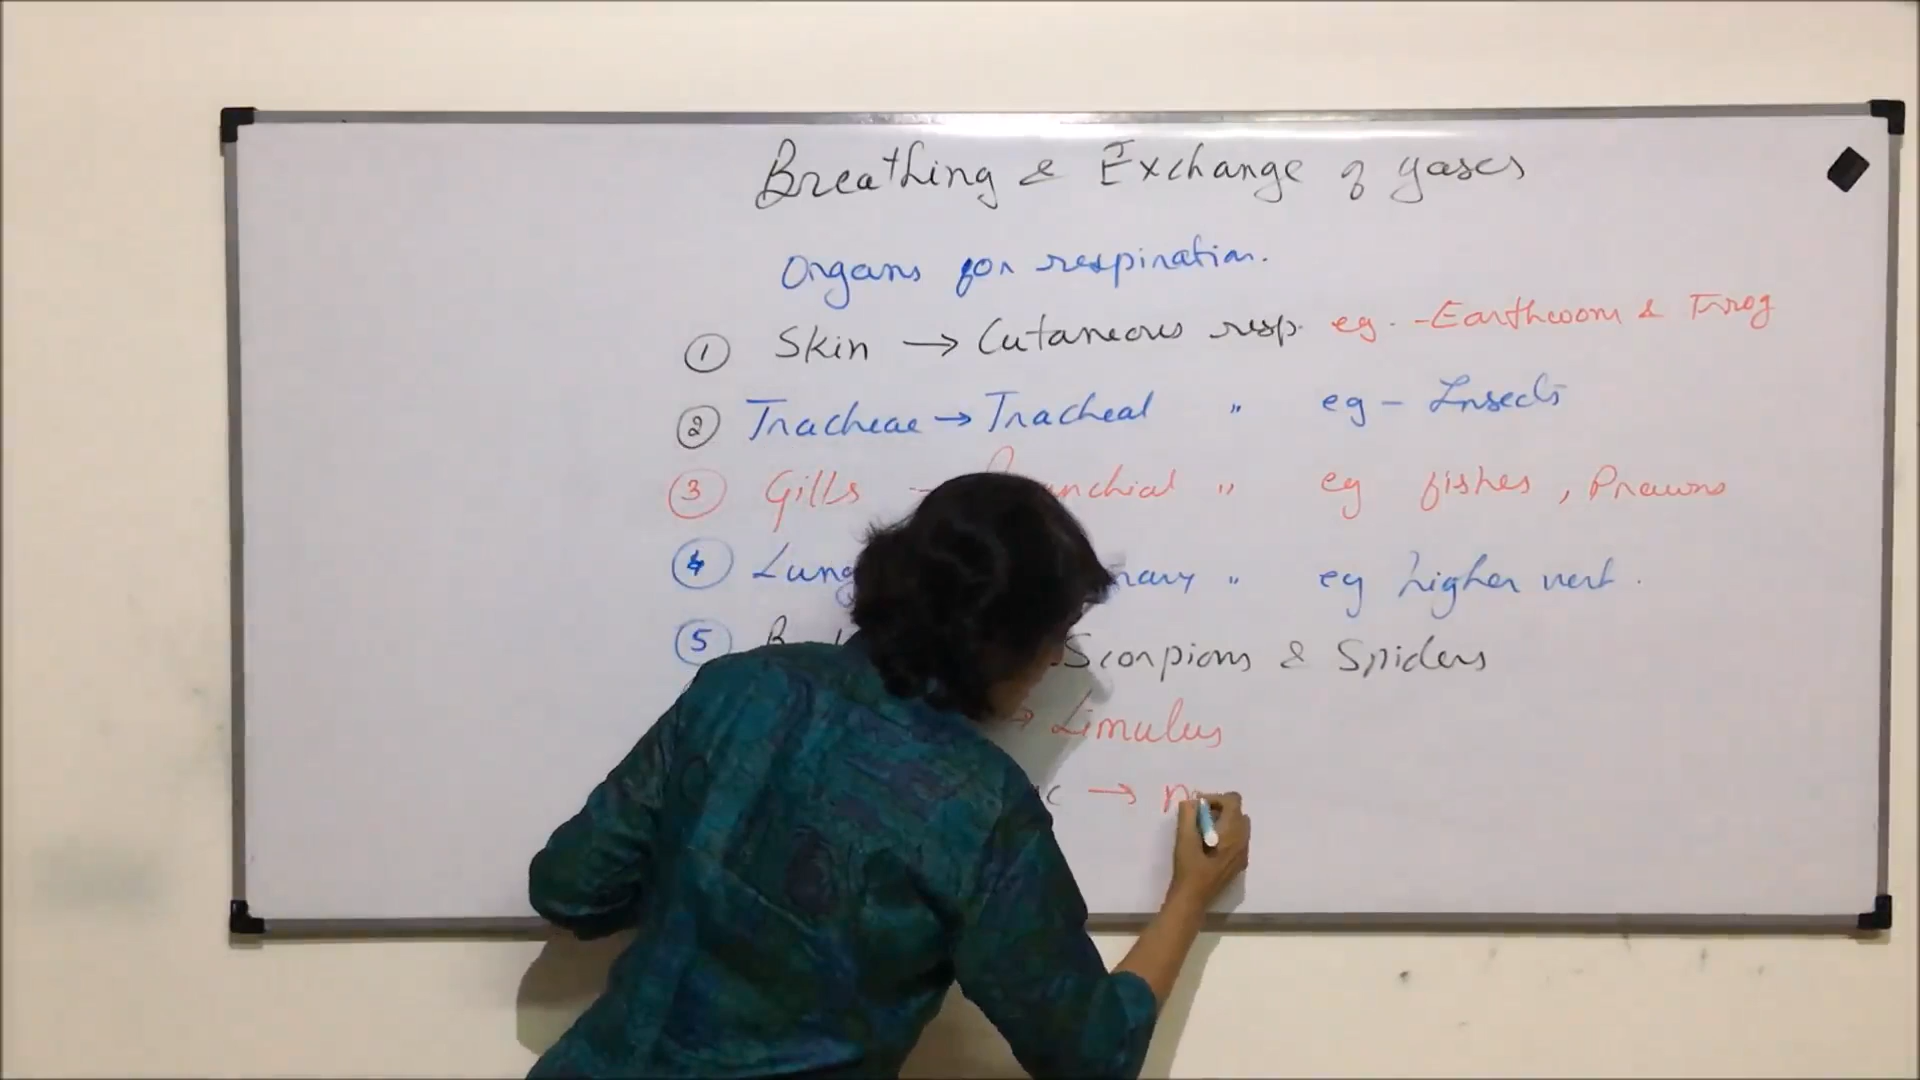 Breathing & Exchange of gases
Organs for respiration.
① Skin → Cutaneous resp. eg. - Earthworm & Frog
② Tracheae → Tracheal " eg - Insects
③ Gills " eg fishes, Prawns
④ " eg higher vert.
⑤ Scorpions & Spiders
→ Limulus
→